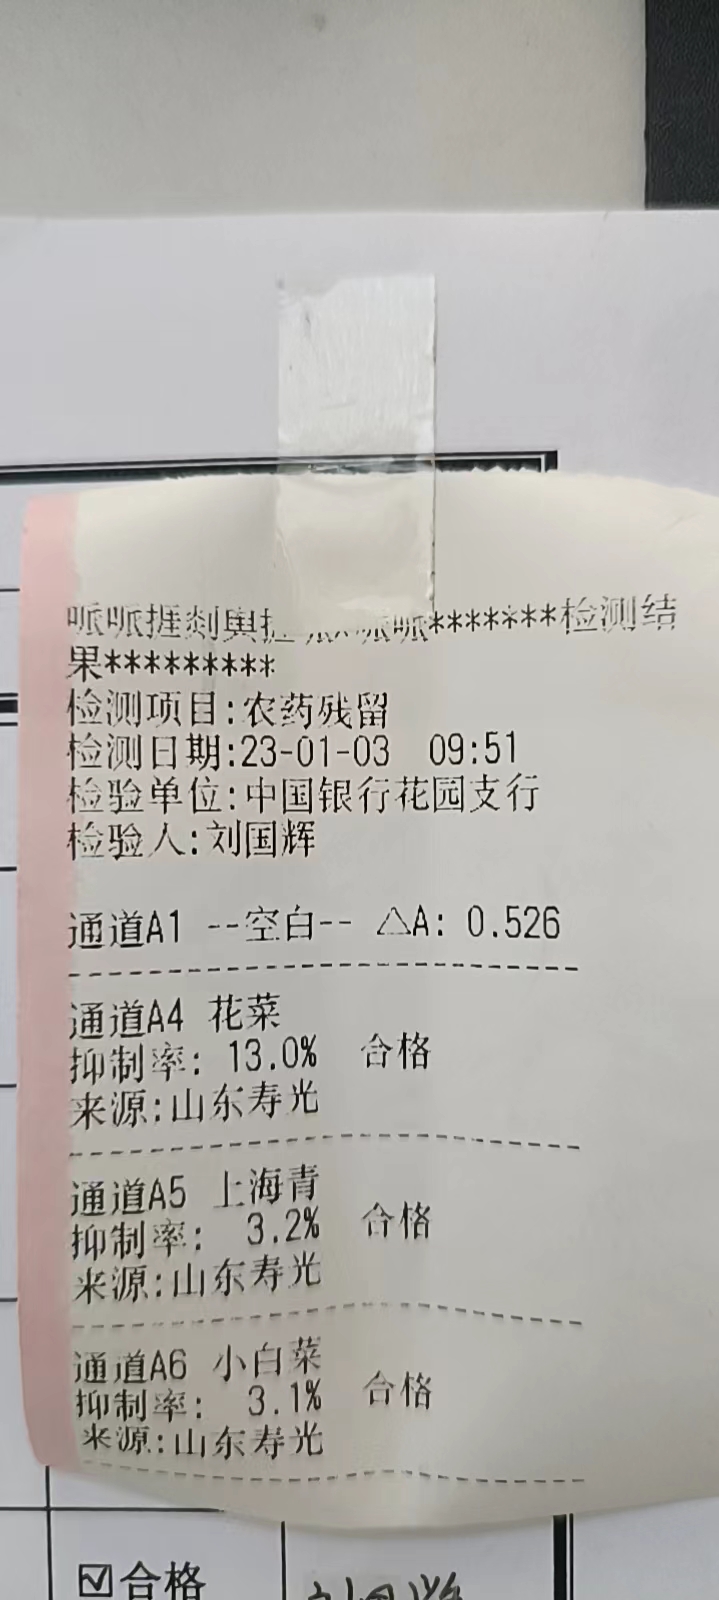 哌哌捱剡舆*******检测结
果*********
检测项目:农药残留
检测日期:23-01-03 09:51
检验单位:中国银行花园支行
检验人:刘国辉
通道A1 --空白-- △A: 0.526
通道A4 花菜
抑制率: 13.0% 合格
来源:山东寿光
通道A5 上海青
抑制率: 3.2% 合格
来源:山东寿光
通道A6 小白菜
抑制率: 3.1% 合格
来源:山东寿光
☑合格